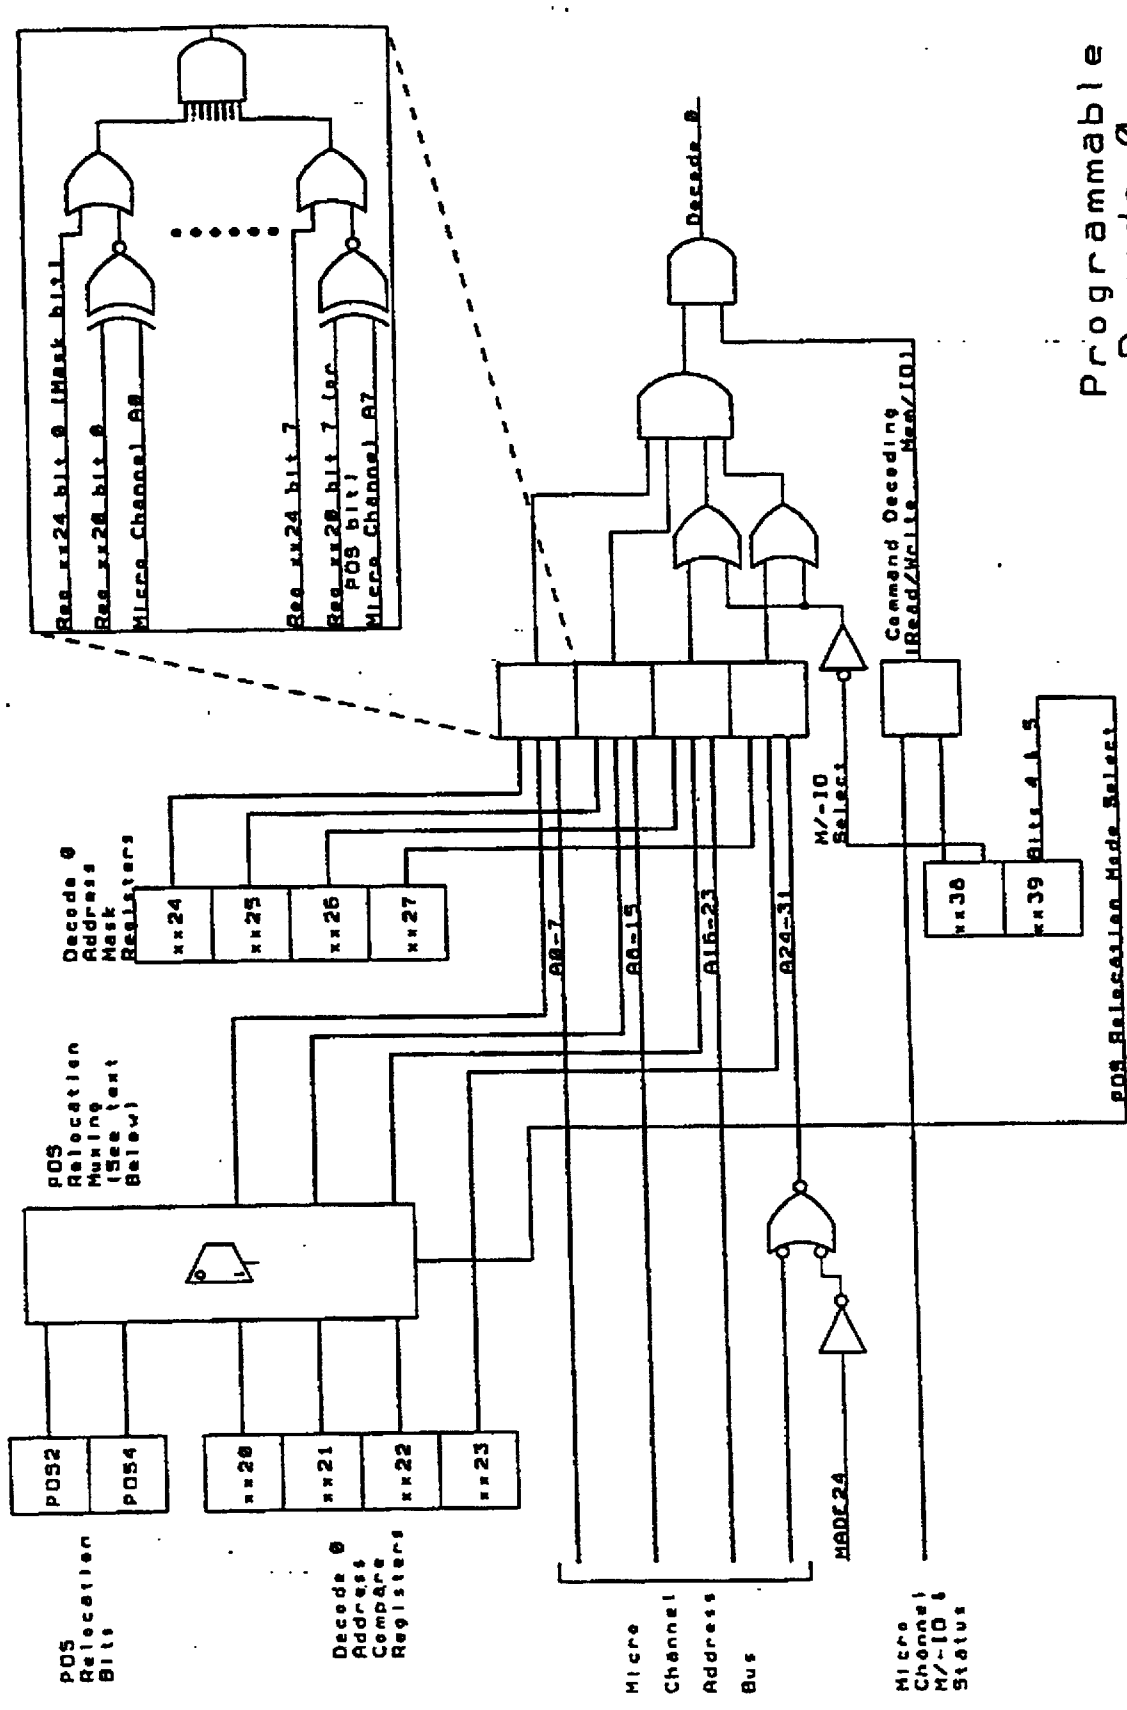 POS
Relocation
Bits
POS2
POS4
POS
Relocation
Muxing
(See text
Below)
Decode 0
Address
Mask
Registers
xx24
xx25
xx26
xx27
Reg xx24 bit 0 (Mask bit)
Reg xx20 bit 0
Micro Channel A0
Reg xx24 bit 7
Reg xx20 bit 7 (or
POS bit)
Micro Channel A7
Decode 0
Address
Compare
Registers
xx20
xx21
xx22
xx23
A0-7
A8-15
A16-23
A24-31
Decode 0
Micro
Channel
Address
Bus
MADE24
M/-IO
Select
Command Decoding
(Read/Write Mem/IO)
Micro
Channel
M/-IO &
Status
xx38
xx39
Bits 4 & 5
POS Relocation Mode Select
Programmable